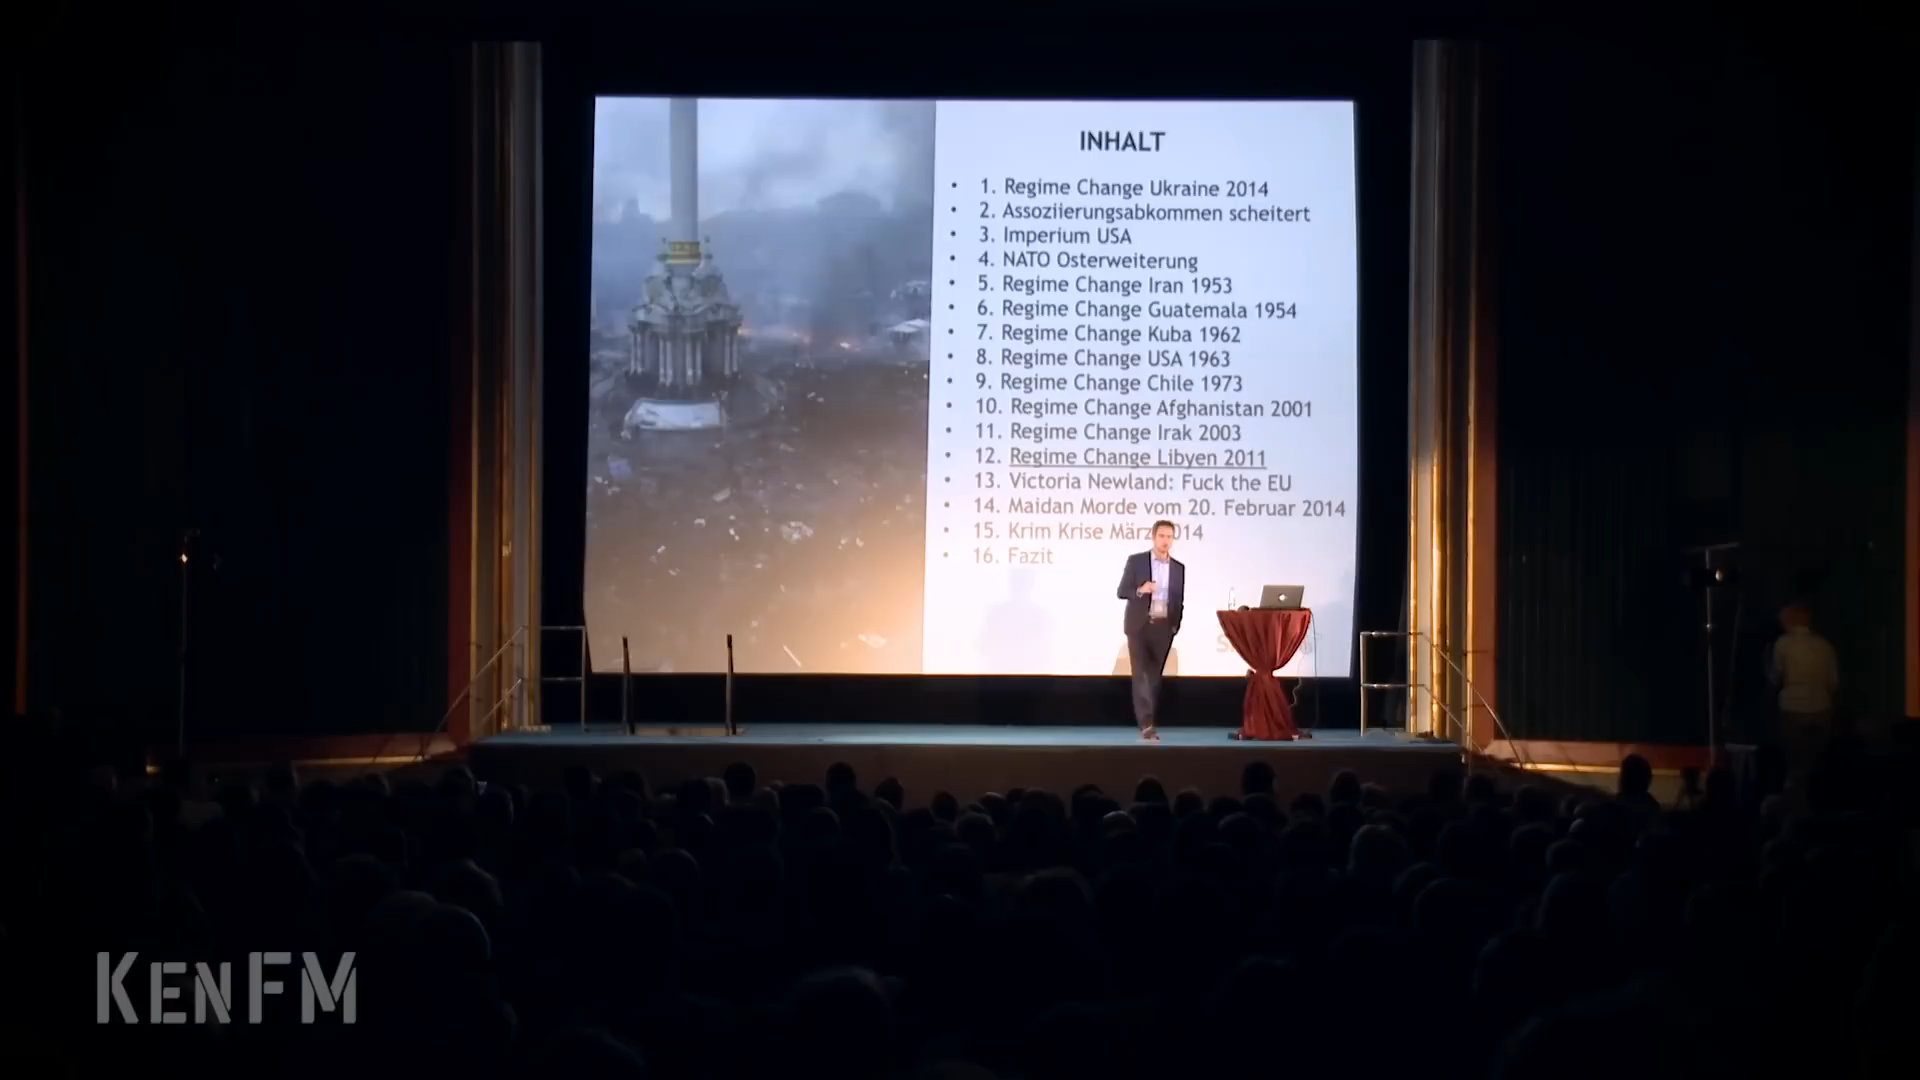 INHALT
• 1. Regime Change Ukraine 2014
• 2. Assoziierungsabkommen scheitert
• 3. Imperium USA
• 4. NATO Osterweiterung
• 5. Regime Change Iran 1953
• 6. Regime Change Guatemala 1954
• 7. Regime Change Kuba 1962
• 8. Regime Change USA 1963
• 9. Regime Change Chile 1973
• 10. Regime Change Afghanistan 2001
• 11. Regime Change Irak 2003
• 12. Regime Change Libyen 2011
• 13. Victoria Newland: Fuck the EU
• 14. Maidan Morde vom 20. Februar 2014
• 15. Krim Krise März 014
• 16. Fazit
KENFM